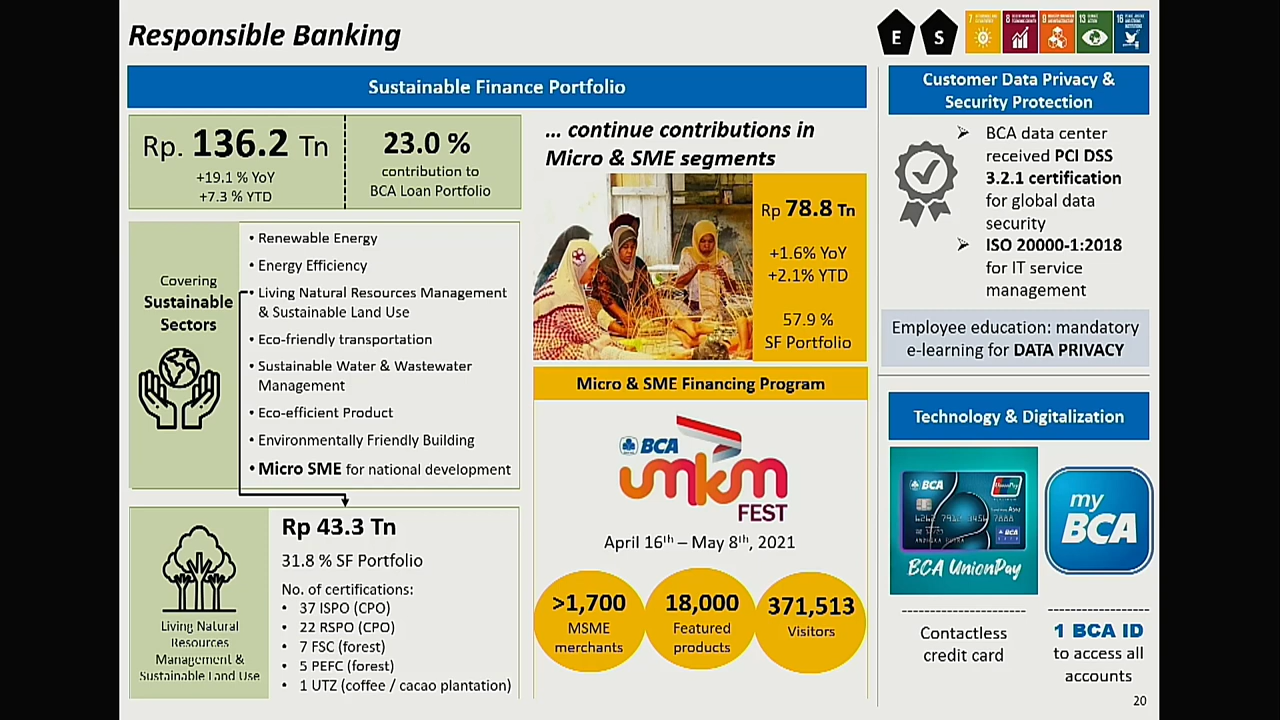 Responsible Banking
E
S
7
8
9
13
16
Sustainable Finance Portfolio
Rp. 136.2 Tn
+19.1 % YoY
+7.3 % YTD
23.0 %
contribution to
BCA Loan Portfolio
Covering
Sustainable
Sectors
• Renewable Energy
• Energy Efficiency
• Living Natural Resources Management
& Sustainable Land Use
• Eco-friendly transportation
• Sustainable Water & Wastewater
Management
• Eco-efficient Product
• Environmentally Friendly Building
• Micro SME for national development
Living Natural
Resources
Management &
Sustainable Land Use
Rp 43.3 Tn
31.8 % SF Portfolio
No. of certifications:
• 37 ISPO (CPO)
• 22 RSPO (CPO)
• 7 FSC (forest)
• 5 PEFC (forest)
• 1 UTZ (coffee / cacao plantation)
... continue contributions in
Micro & SME segments
Rp 78.8 Tn
+1.6% YoY
+2.1% YTD
57.9 %
SF Portfolio
Micro & SME Financing Program
BCA
umkm
FEST
April 16th – May 8th, 2021
>1,700
MSME
merchants
18,000
Featured
products
371,513
Visitors
Customer Data Privacy &
Security Protection
➢ BCA data center
received PCI DSS
3.2.1 certification
for global data
security
➢ ISO 20000-1:2018
for IT service
management
Employee education: mandatory
e-learning for DATA PRIVACY
Technology & Digitalization
BCA
UnionPay
BCA UnionPay
my
BCA
Contactless
credit card
1 BCA ID
to access all
accounts
20